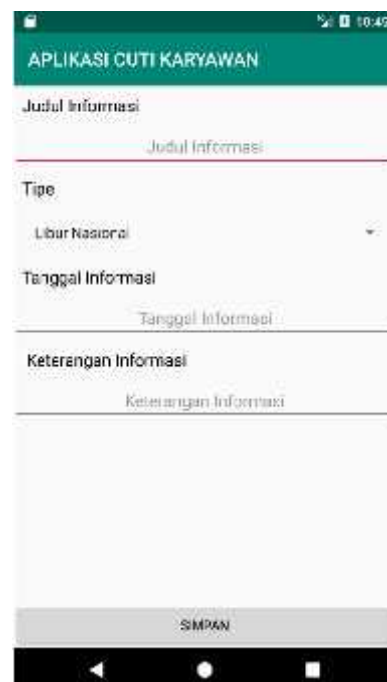 10:49
APLIKASI CUTI KARYAWAN
Judul Informasi
Judul Informasi
Tipe
Libur Nasional
Tanggal Informasi
Tanggal Informasi
Keterangan Informasi
Keterangan Informasi
SIMPAN